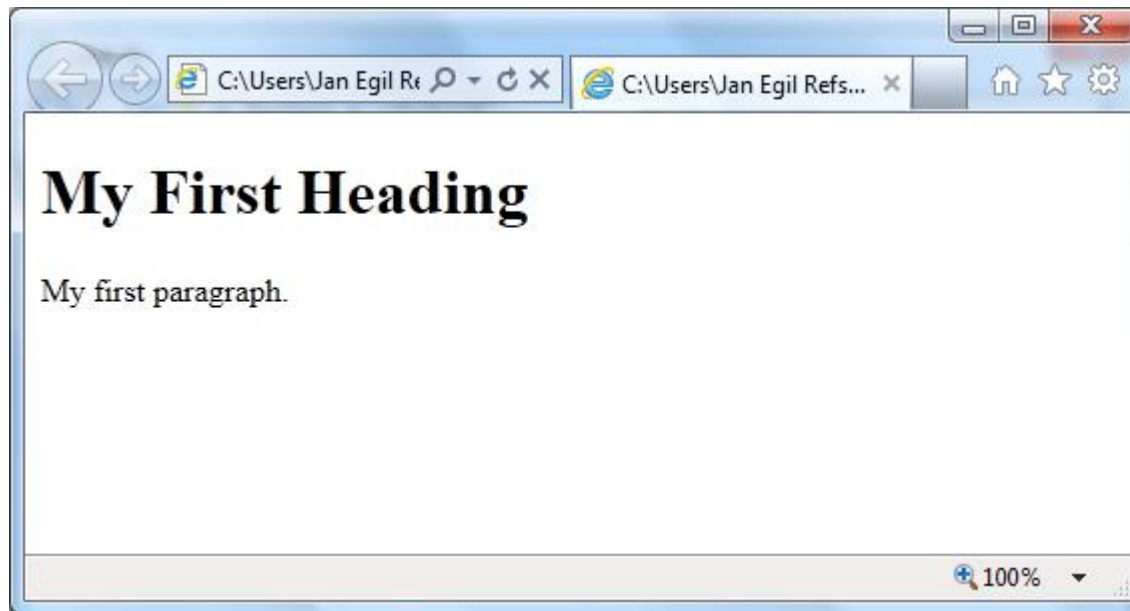 C:\Users\Jan Egil Re
C:\Users\Jan Egil Refs...
My First Heading
My first paragraph.
100%